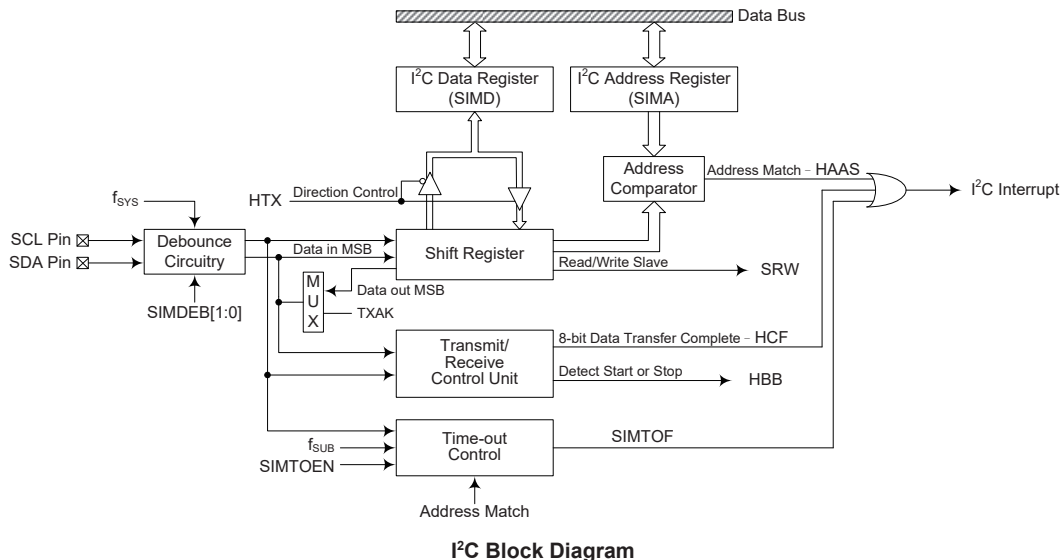 Data Bus
I²C Data Register
(SIMD)
I²C Address Register
(SIMA)
Address
Comparator
Address Match - HAAS
I²C Interrupt
HTX
Direction Control
fSYS
SCL Pin
SDA Pin
Debounce
Circuitry
SIMDEB[1:0]
Data in MSB
Shift Register
Read/Write Slave
SRW
M
U
X
Data out MSB
TXAK
Transmit/
Receive
Control Unit
8-bit Data Transfer Complete - HCF
Detect Start or Stop
HBB
fSUB
SIMTOEN
Time-out
Control
SIMTOF
Address Match
I²C Block Diagram